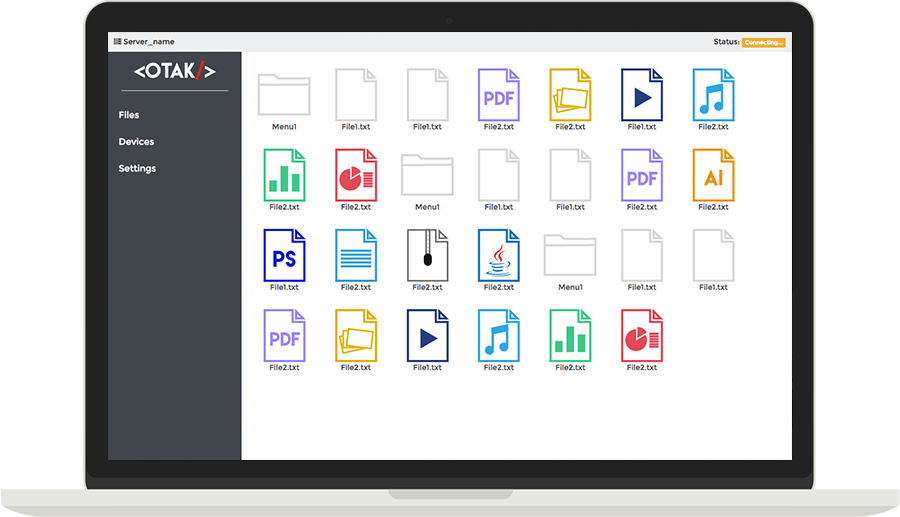 Server_name
Status: Connecting...
<OTAK/>
Files
Devices
Settings
PDF
Menu1 File1.txt File1.txt File2.txt File2.txt File1.txt File2.txt
PDF AI
File2.txt File2.txt Menu1 File1.txt File1.txt File2.txt File2.txt
PS
File1.txt File2.txt File2.txt File2.txt Menu1 File1.txt File1.txt
PDF
File2.txt File2.txt File1.txt File2.txt File2.txt File2.txt